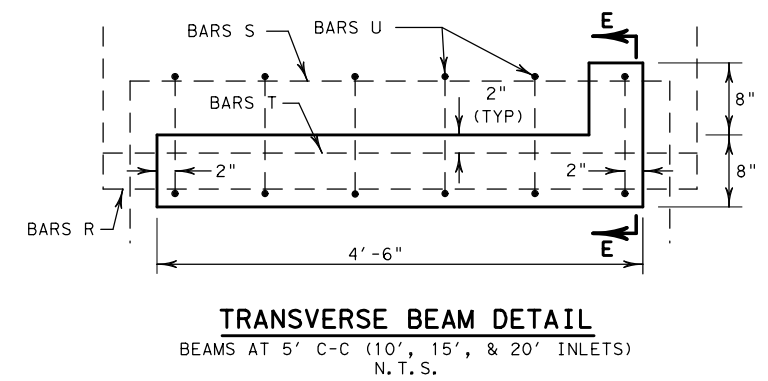 E
BARS S
BARS U
2"
(TYP)
BARS T
8"
2"
2"
8"
BARS R
E
4'-6"
TRANSVERSE BEAM DETAIL
BEAMS AT 5' C-C (10', 15', & 20' INLETS)
N.T.S.